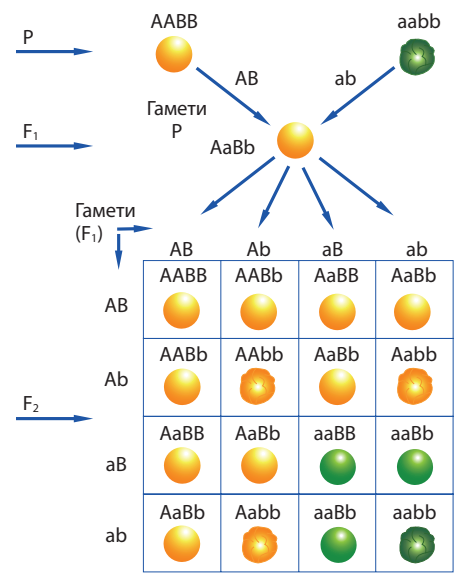 AABB aabb
P
AB ab
Гамети
P
F₁
AaBb
Гамети
(F₁)
AB Ab aB ab
AABB AABb AaBB AaBb
AB
AABb AAbb AaBb Aabb
Ab
F₂
AaBB AaBb aaBB aaBb
aB
AaBb Aabb aaBb aabb
ab